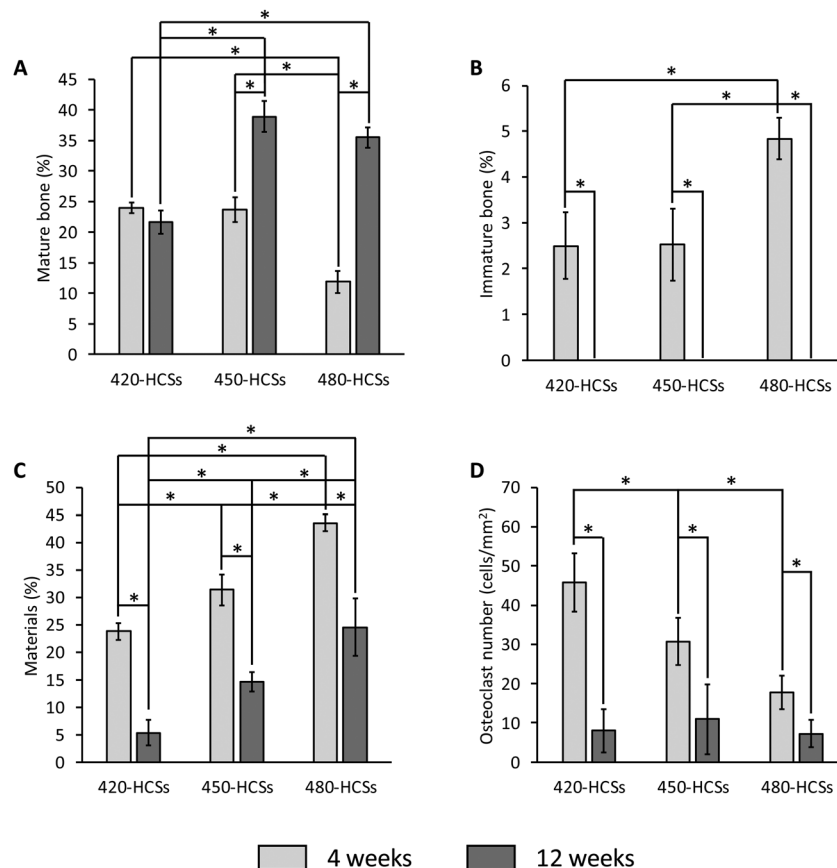 A
Mature bone (%)
45
40
35
30
25
20
15
10
5
0
420-HCSs 450-HCSs 480-HCSs
* * * * * *
B
Immature bone (%)
6
5
4
3
2
1
0
420-HCSs 450-HCSs 480-HCSs
* * * * *
C
Materials (%)
50
45
40
35
30
25
20
15
10
5
0
420-HCSs 450-HCSs 480-HCSs
* * * * * * * * *
D
Osteoclast number (cells/mm²)
70
60
50
40
30
20
10
0
420-HCSs 450-HCSs 480-HCSs
* * * * *
4 weeks 12 weeks